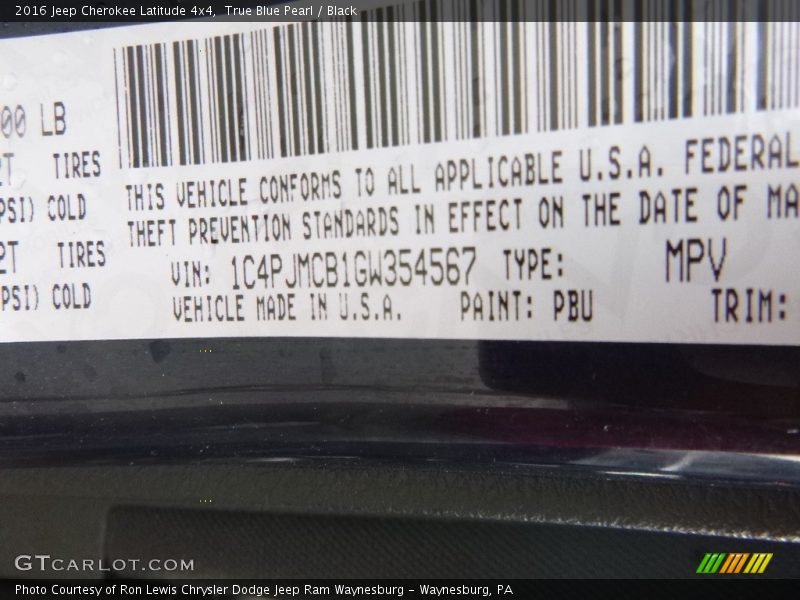 2016 Jeep Cherokee Latitude 4x4, True Blue Pearl / Black
00 LB
TIRES
PSI) COLD
TIRES
PSI) COLD
THIS VEHICLE CONFORMS TO ALL APPLICABLE U.S.A. FEDERAL
THEFT PREVENTION STANDARDS IN EFFECT ON THE DATE OF MA
VIN: 1C4PJMCB1GW354567 TYPE: MPV
VEHICLE MADE IN U.S.A. PAINT: PBU TRIM:
GTCARLOT.COM
Photo Courtesy of Ron Lewis Chrysler Dodge Jeep Ram Waynesburg - Waynesburg, PA